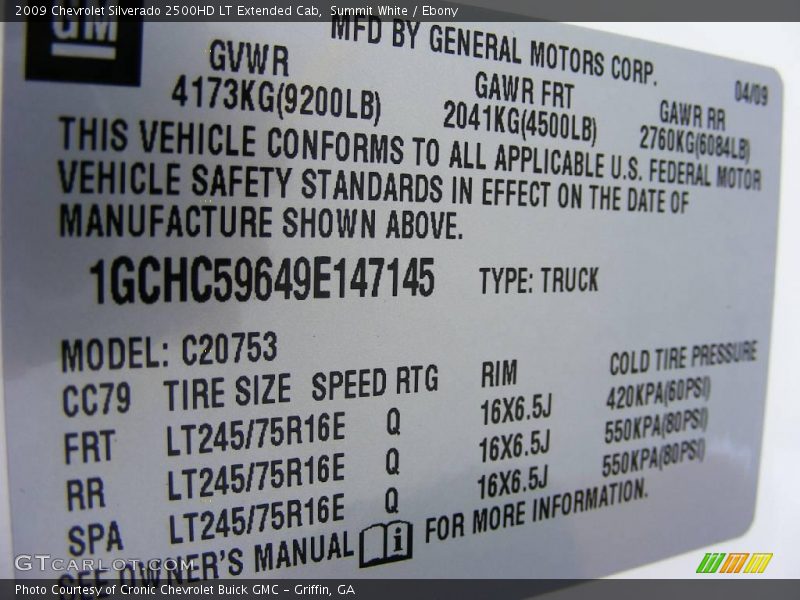 2009 Chevrolet Silverado 2500HD LT Extended Cab, Summit White / Ebony
GM
MFD BY GENERAL MOTORS CORP.
04/09
GVWR GAWR FRT GAWR RR
4173KG(9200LB) 2041KG(4500LB) 2760KG(6084LB)
THIS VEHICLE CONFORMS TO ALL APPLICABLE U.S. FEDERAL MOTOR
VEHICLE SAFETY STANDARDS IN EFFECT ON THE DATE OF
MANUFACTURE SHOWN ABOVE.
1GCHC59649E147145 TYPE: TRUCK
MODEL: C20753
CC79 TIRE SIZE SPEED RTG RIM COLD TIRE PRESSURE
FRT LT245/75R16E Q 16X6.5J 420KPA(60PSI)
RR LT245/75R16E Q 16X6.5J 550KPA(80PSI)
SPA LT245/75R16E Q 16X6.5J 550KPA(80PSI)
SEE OWNER'S MANUAL i FOR MORE INFORMATION.
GTCarLot.com
Photo Courtesy of Cronic Chevrolet Buick GMC - Griffin, GA